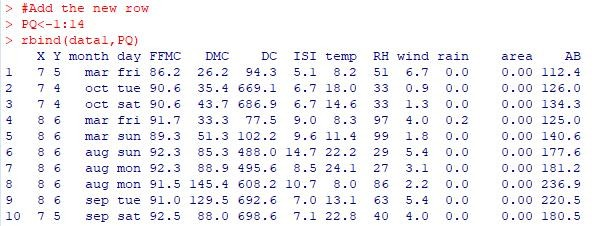 > #Add the new row
> PQ<-1:14
> rbind(data1,PQ)
X Y month day FFMC DMC DC ISI temp RH wind rain area AB
1 7 5 mar fri 86.2 26.2 94.3 5.1 8.2 51 6.7 0.0 0.00 112.4
2 7 4 oct tue 90.6 35.4 669.1 6.7 18.0 33 0.9 0.0 0.00 126.0
3 7 4 oct sat 90.6 43.7 686.9 6.7 14.6 33 1.3 0.0 0.00 134.3
4 8 6 mar fri 91.7 33.3 77.5 9.0 8.3 97 4.0 0.2 0.00 125.0
5 8 6 mar sun 89.3 51.3 102.2 9.6 11.4 99 1.8 0.0 0.00 140.6
6 8 6 aug sun 92.3 85.3 488.0 14.7 22.2 29 5.4 0.0 0.00 177.6
7 8 6 aug mon 92.3 88.9 495.6 8.5 24.1 27 3.1 0.0 0.00 181.2
8 8 6 aug mon 91.5 145.4 608.2 10.7 8.0 86 2.2 0.0 0.00 236.9
9 8 6 sep tue 91.0 129.5 692.6 7.0 13.1 63 5.4 0.0 0.00 220.5
10 7 5 sep sat 92.5 88.0 698.6 7.1 22.8 40 4.0 0.0 0.00 180.5